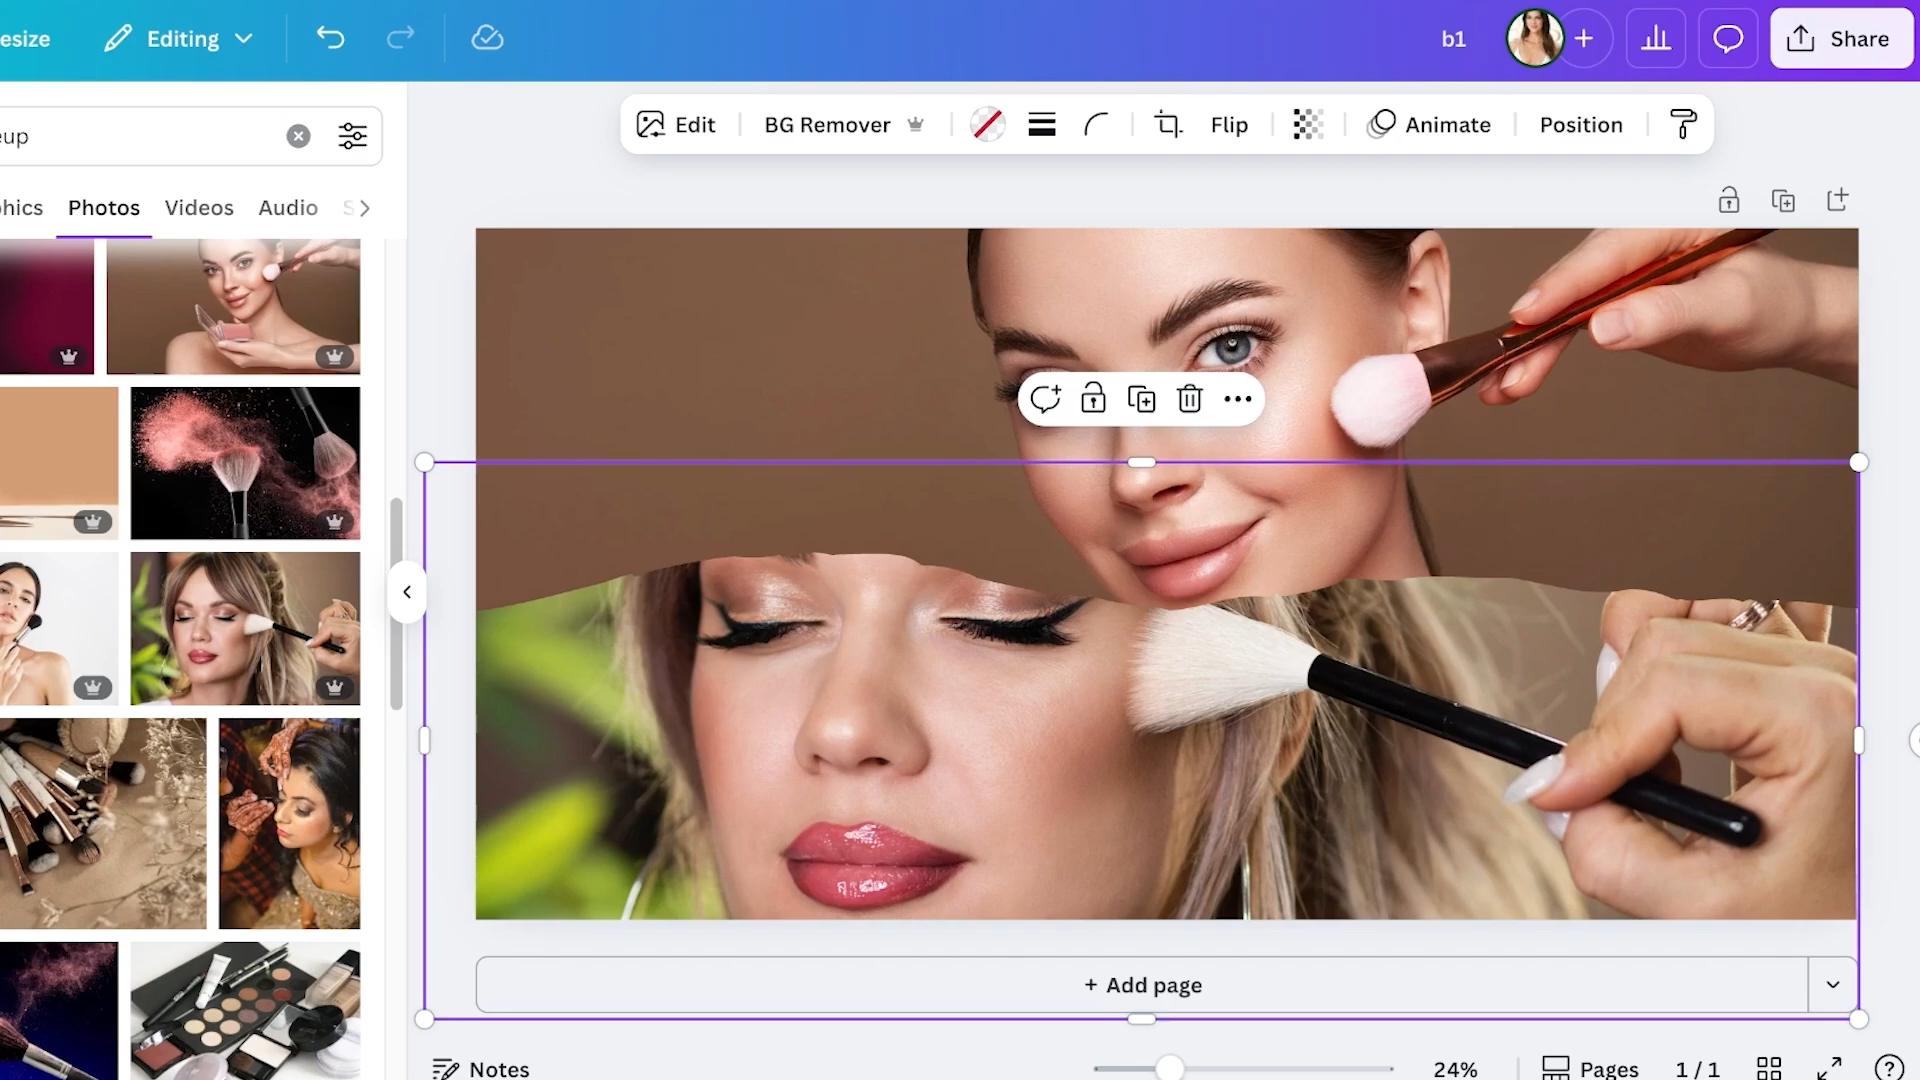 esize
Editing
b1
Share
eup
Edit
BG Remover
Flip
Animate
Position
hics
Photos
Videos
Audio
S
+ Add page
Notes
24%
Pages
1 / 1